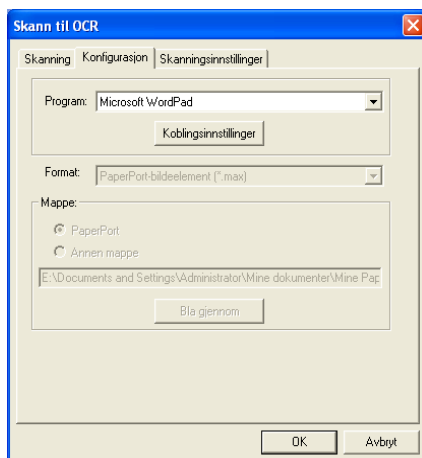 Skann til OCR
Skanning Konfigurasjon Skanningsinnstillinger
Program: Microsoft WordPad
Koblingsinnstillinger
Format: PaperPort-bildeelement (*.max)
Mappe:
PaperPort
Annen mappe
E:\Documents and Settings\Administrator\Mine dokumenter\Mine Pap
Bla gjennom
OK Avbryt